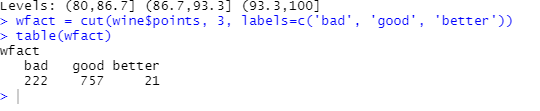 Levels: (80,86.7] (86.7,93.3] (93.3,100]
> wfact = cut(wine$points, 3, labels=c('bad', 'good', 'better'))
> table(wfact)
wfact
   bad   good better
   222    757     21
>